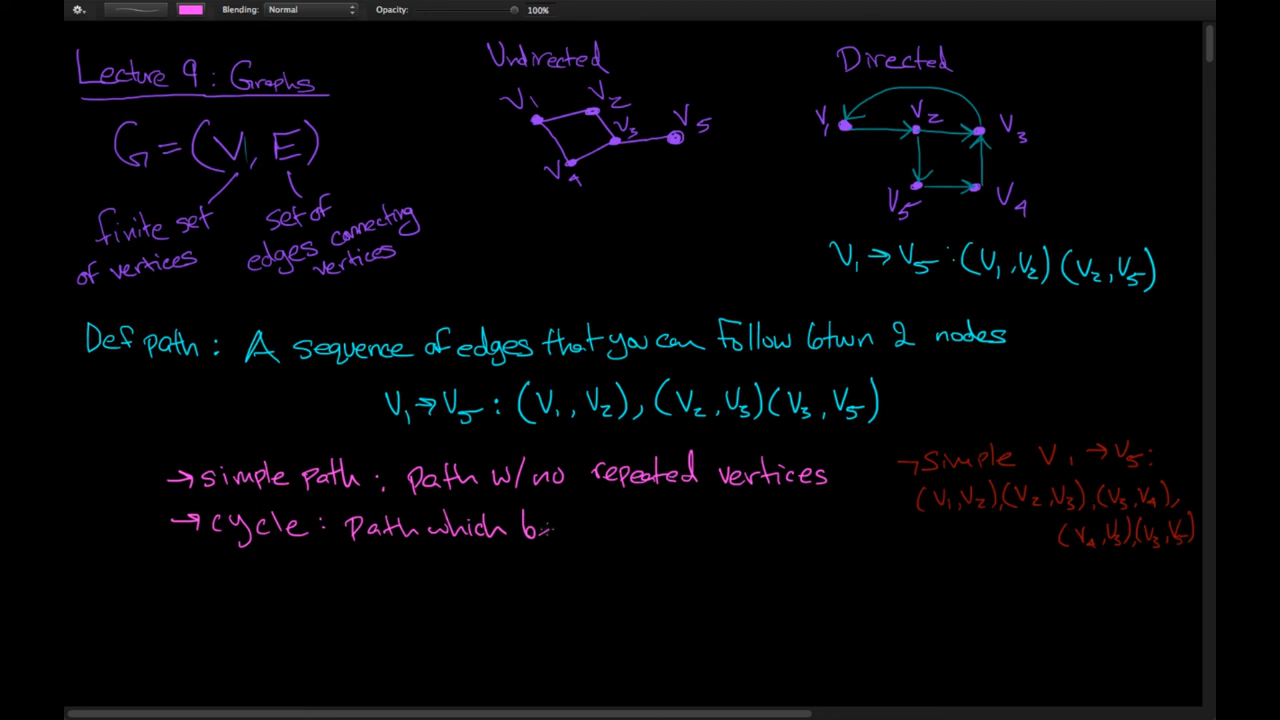 Blending: Normal Opacity: 100%
Lecture 9: Graphs
G = (V, E)
finite set
of vertices
set of
edges connecting
vertices
Undirected
V1 V2 V3 V5
V4
Directed
V1 V2 V3
V5 V4
V1 → V5 : (V1, V2) (V2, V5)
Def path : A sequence of edges that you can follow btwn 2 nodes
V1 → V5 : (V1, V2), (V2, V3) (V3, V5)
→ simple path : path w/ no repeated vertices
→ cycle : path which b
¬ Simple V1 → V5 :
(V1, V2), (V2, V3), (V3, V4),
(V4, V3), (V3, V5)